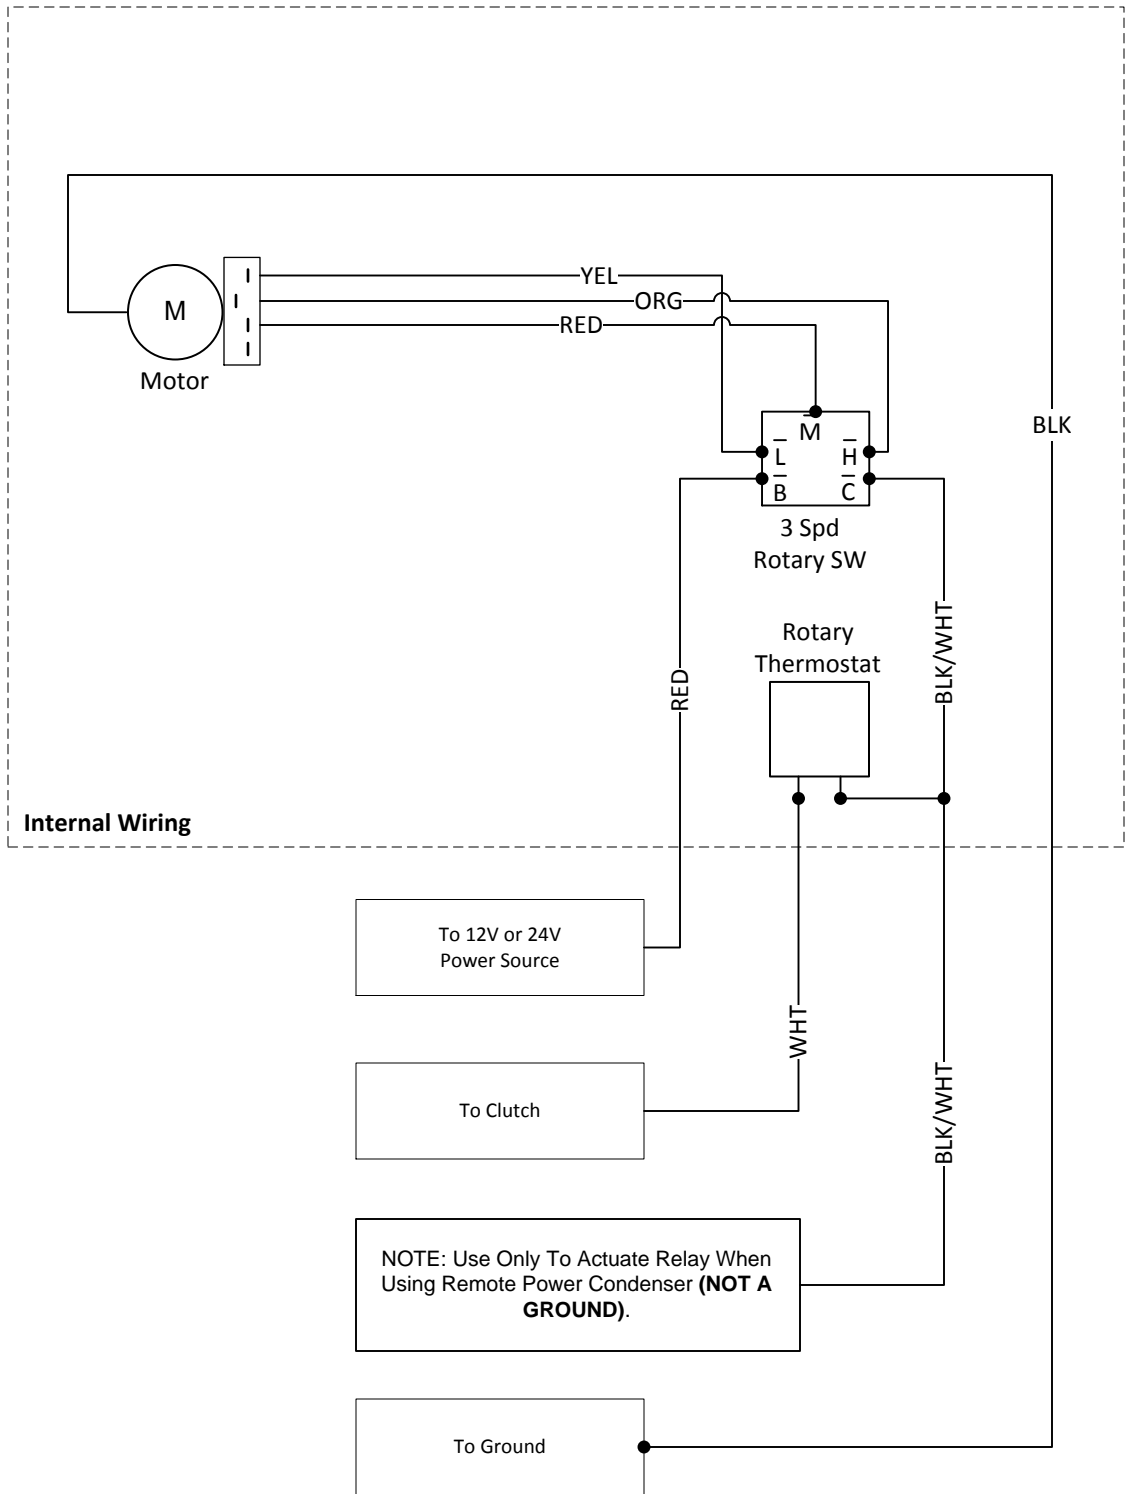 YEL
ORG
RED
M
Motor
BLK
M
L
H
B
C
3 Spd
Rotary SW
BLK/WHT
Rotary
Thermostat
RED
Internal Wiring
To 12V or 24V
Power Source
WHT
To Clutch
BLK/WHT
NOTE: Use Only To Actuate Relay When
Using Remote Power Condenser (NOT A
GROUND).
To Ground